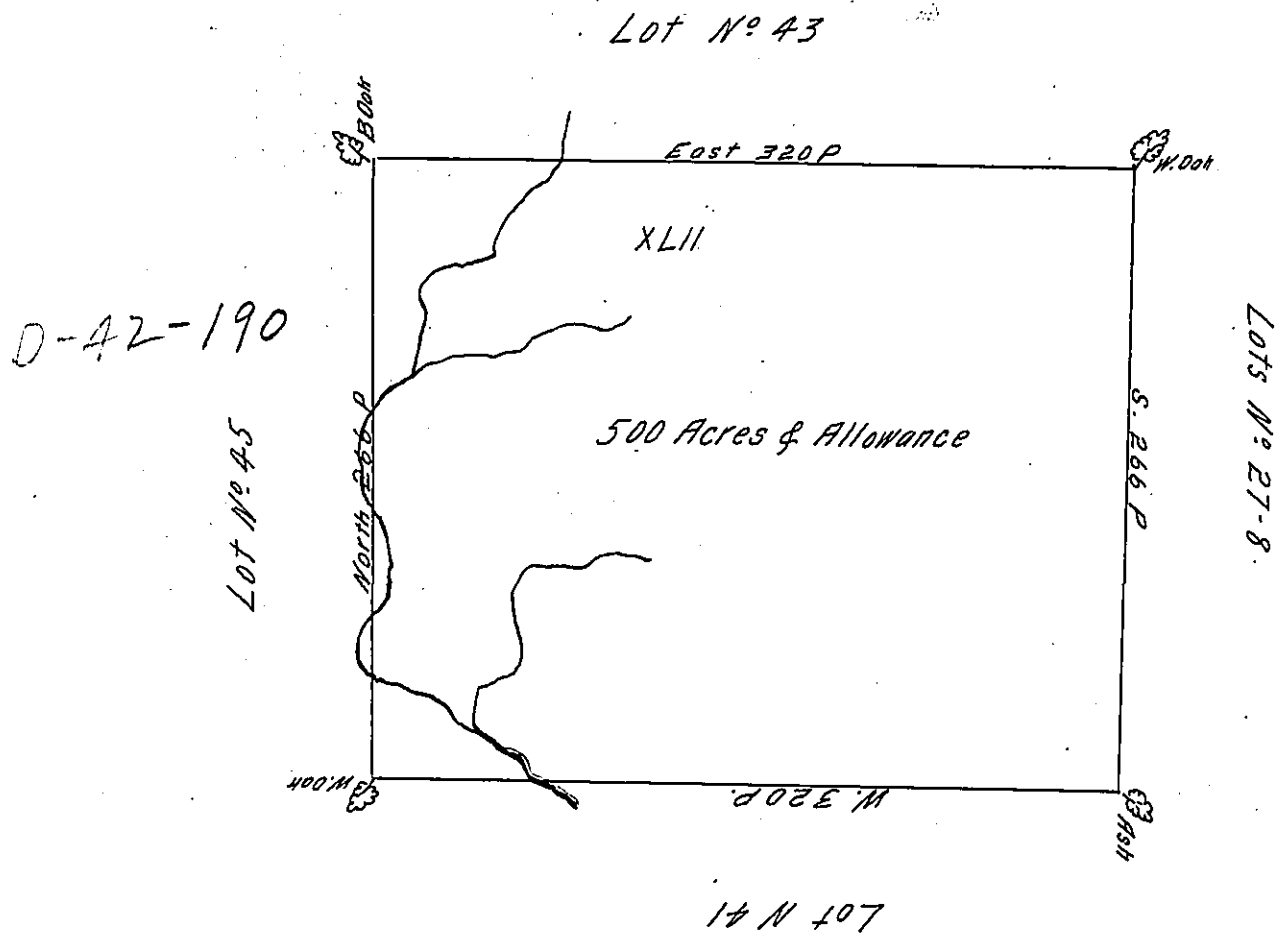 Lot Nº 43
B Oak
East 320 P
W. Oak
XLII
D-42-190
Lots Nº 27-8.
Lot Nº 45
North 266 P
500 Acres & Allowance
S. 266 P
W. Oak
W. 320 P.
Ash
Lot N 41